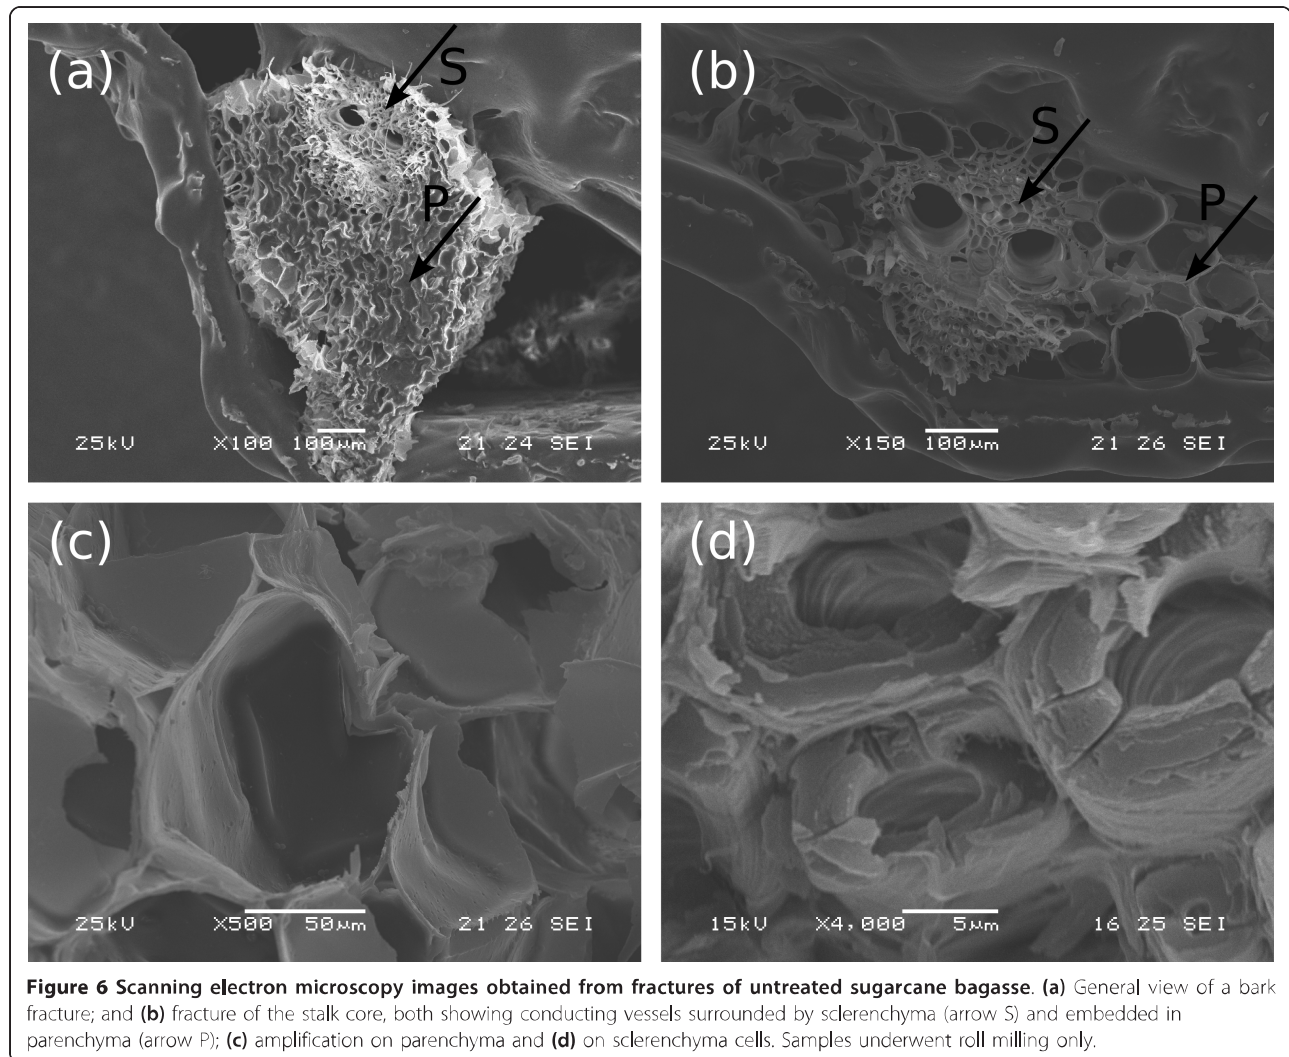 (a)
S
P
25kV X100 100µm 21 24 SEI
(b)
S
P
25kV X150 100µm 21 26 SEI
(c)
25kV X500 50µm 21 26 SEI
(d)
15kV X4,000 5µm 16 25 SEI
Figure 6 Scanning electron microscopy images obtained from fractures of untreated sugarcane bagasse. (a) General view of a bark
fracture; and (b) fracture of the stalk core, both showing conducting vessels surrounded by sclerenchyma (arrow S) and embedded in
parenchyma (arrow P); (c) amplification on parenchyma and (d) on sclerenchyma cells. Samples underwent roll milling only.